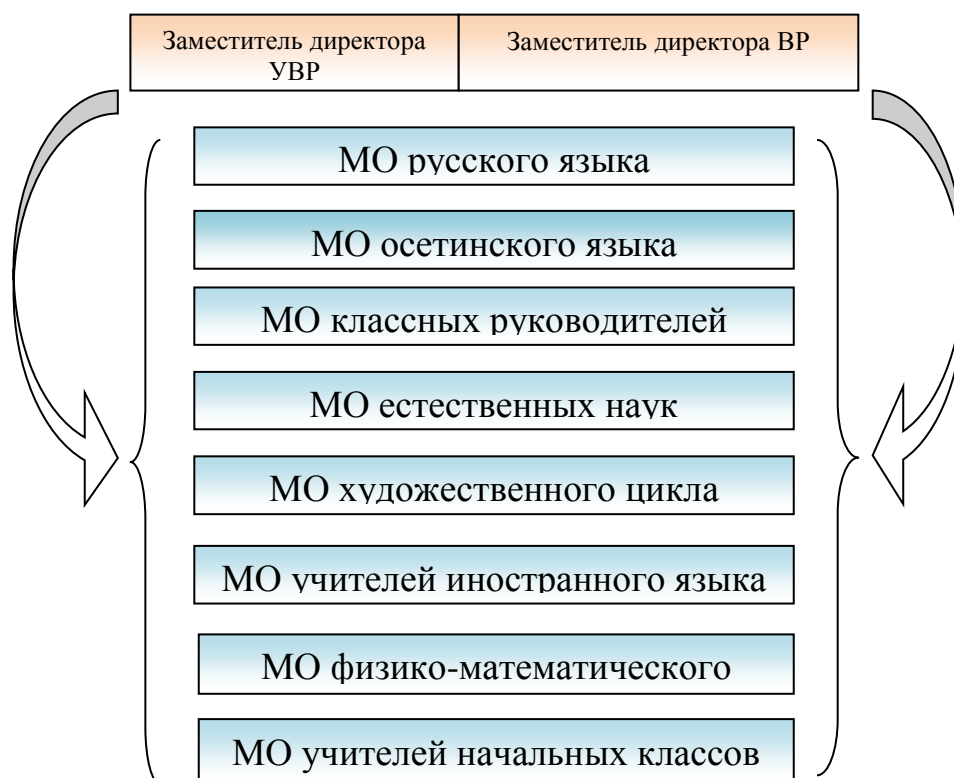 Заместитель директора
УВР
Заместитель директора ВР
МО русского языка
МО осетинского языка
МО классных руководителей
МО естественных наук
МО художественного цикла
МО учителей иностранного языка
МО физико-математического
МО учителей начальных классов